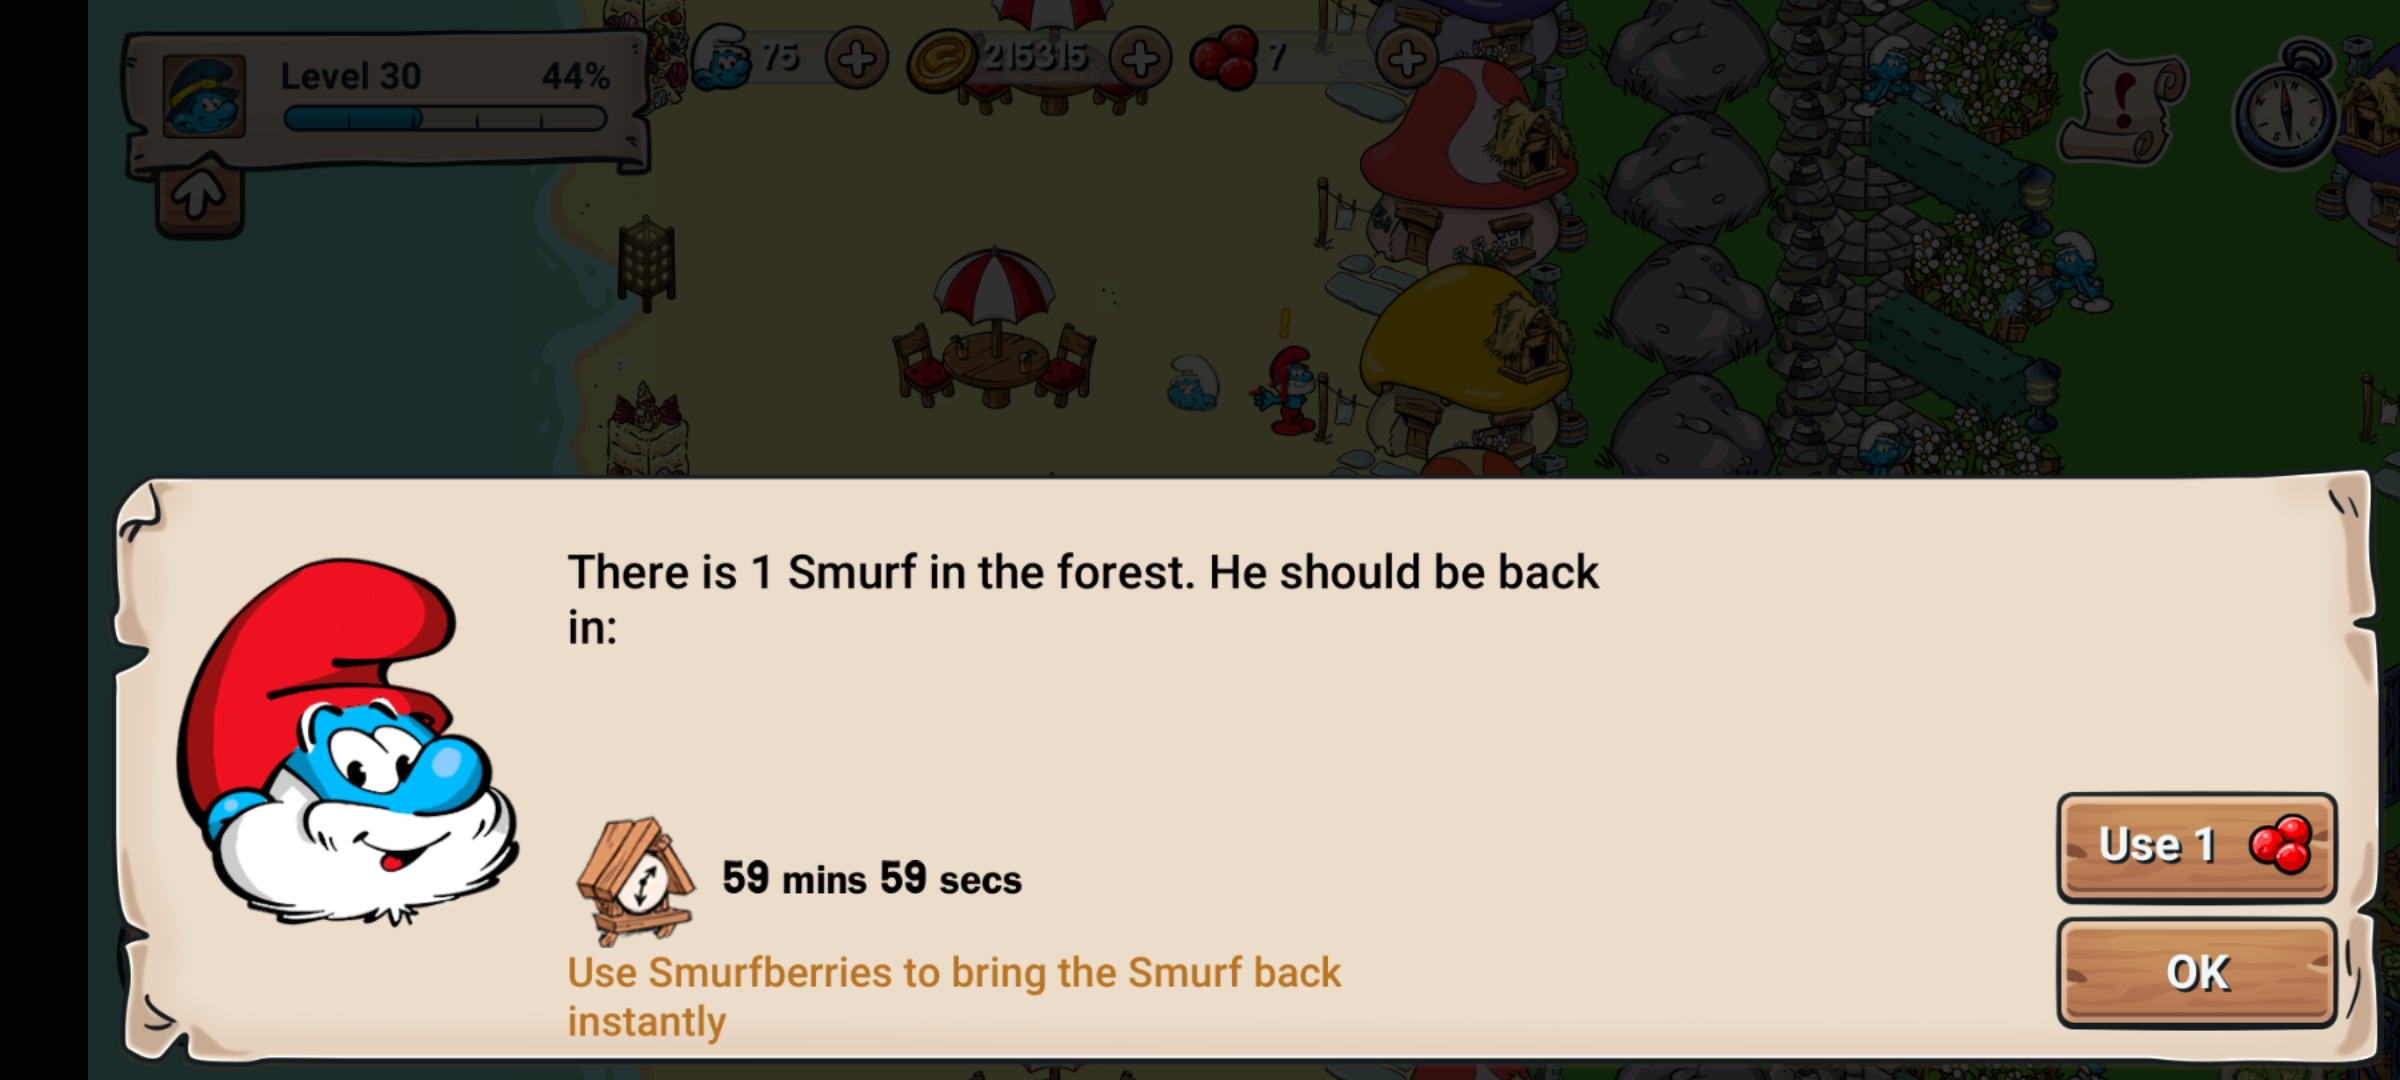 Level 30 44%
75
215315
7
There is 1 Smurf in the forest. He should be back
in:
59 mins 59 secs
Use 1
Use Smurfberries to bring the Smurf back
instantly
OK